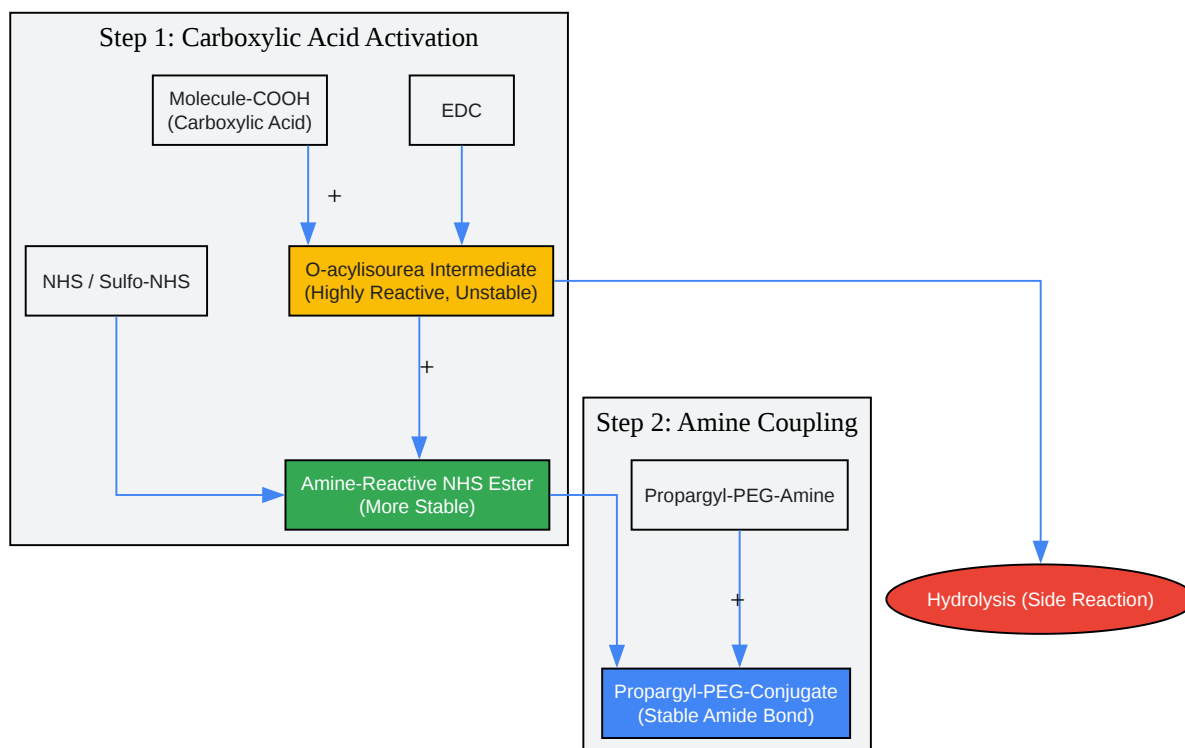 Step 1: Carboxylic Acid Activation
Molecule-COOH
(Carboxylic Acid)
EDC
+
NHS / Sulfo-NHS
O-acylisourea Intermediate
(Highly Reactive, Unstable)
+
Amine-Reactive NHS Ester
(More Stable)
Step 2: Amine Coupling
Propargyl-PEG-Amine
+
Propargyl-PEG-Conjugate
(Stable Amide Bond)
Hydrolysis (Side Reaction)